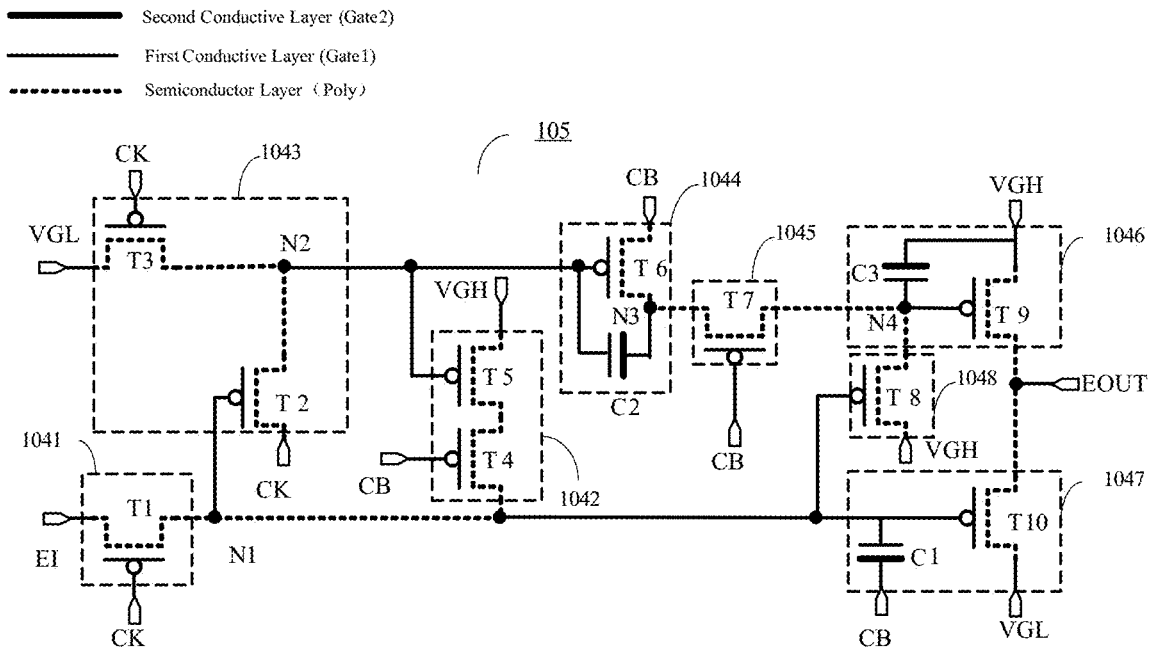 Second Conductive Layer (Gate2)
First Conductive Layer (Gate1)
Semiconductor Layer（Poly）
105
CK
1043
CB
1044
VGH
VGL
T3
N2
T 6
1045
1046
C3
VGH
T 7
N3
N4
T 9
T 5
T 2
C2
T 8
1048
EOUT
1041
CK
CB
T 4
CB
VGH
1042
1047
T1
T10
EI
N1
C1
CK
CB
VGL